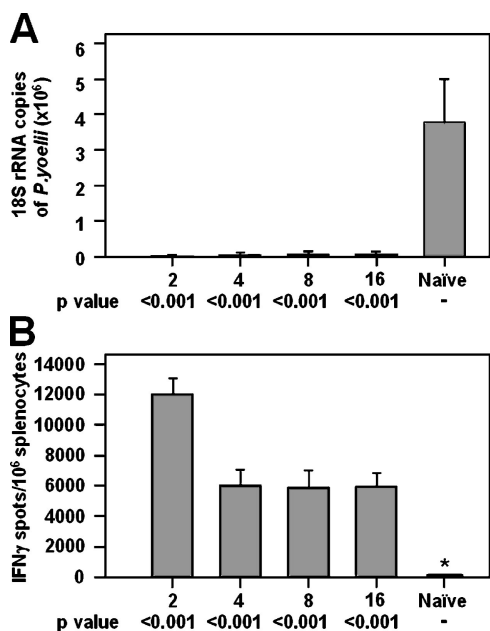 A
18S rRNA copies
of P.yoelii (x10⁶)
6
5
4
3
2
1
0
2 4 8 16 Naïve
p value <0.001 <0.001 <0.001 <0.001 -
B
IFNγ spots/10⁶ splenocytes
14000
12000
10000
8000
6000
4000
2000
0
*
2 4 8 16 Naïve
p value <0.001 <0.001 <0.001 <0.001 -